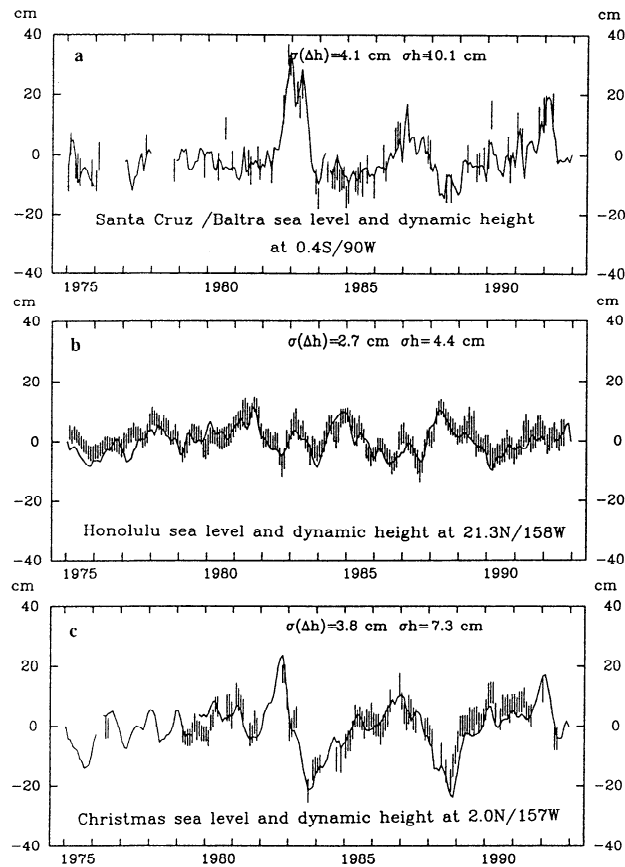 cm cm
40 40
a σ(Δh)=4.1 cm σh=10.1 cm
20 20
0 0
−20 −20
Santa Cruz /Baltra sea level and dynamic height
at 0.4S/90W
−40 −40
1975 1980 1985 1990
cm cm
40 40
b σ(Δh)=2.7 cm σh=4.4 cm
20 20
0 0
−20 −20
Honolulu sea level and dynamic height at 21.3N/158W
−40 −40
1975 1980 1985 1990
cm cm
40 40
c σ(Δh)=3.8 cm σh=7.3 cm
20 20
0 0
−20 −20
Christmas sea level and dynamic height at 2.0N/157W
−40 −40
1975 1980 1985 1990